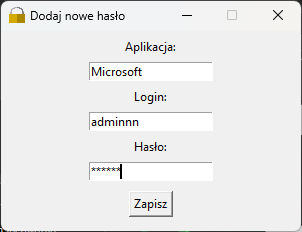 Dodaj nowe hasło
Aplikacja:
Microsoft
Login:
adminnn
Hasło:
******
Zapisz